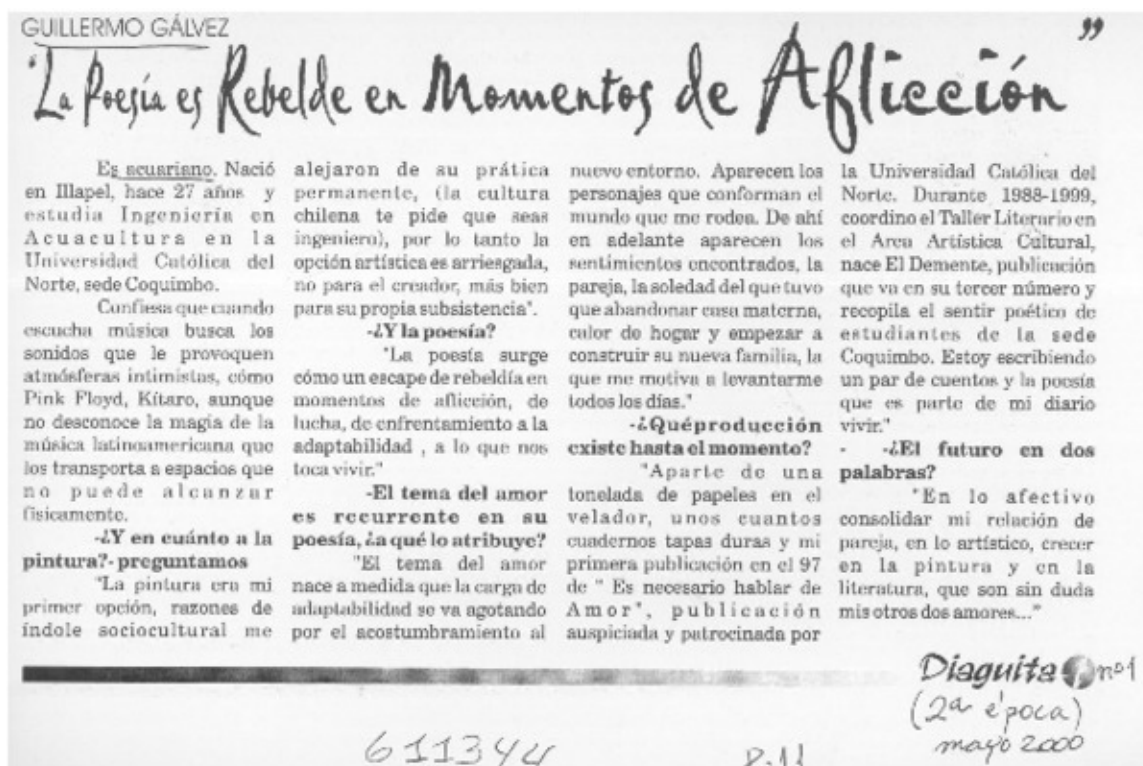 GUILLERMO GÁLVEZ
"La Poesía es Rebelde en Momentos de Aflicción"
Es acuariano. Nació
en Illapel, hace 27 años y
estudia Ingeniería en
Acuacultura en la
Universidad Católica del
Norte, sede Coquimbo.
Confiesa que cuando
escucha música busca los
sonidos que le provoquen
atmósferas intimistas, cómo
Pink Floyd, Kítaro, aunque
no desconoce la magia de la
música latinoamericana que
los transporta a espacios que
no puede alcanzar
físicamente.
-¿Y en cuánto a la
pintura?- preguntamos
"La pintura era mi
primer opción, razones de
índole sociocultural me
alejaron de su prática
permanente, (la cultura
chilena te pide que seas
ingeniero), por lo tanto la
opción artística es arriesgada,
no para el creador, más bien
para su propia subsistencia".
-¿Y la poesía?
"La poesía surge
cómo un escape de rebeldía en
momentos de aflicción, de
lucha, de enfrentamiento a la
adaptabilidad , a lo que nos
toca vivir."
-El tema del amor
es recurrente en su
poesía, ¿a qué lo atribuye?
"El tema del amor
nace a medida que la carga de
adaptabilidad se va agotando
por el acostumbramiento al
nuevo entorno. Aparecen los
personajes que conforman el
mundo que me rodea. De ahí
en adelante aparecen los
sentimientos encontrados, la
pareja, la soledad del que tuvo
que abandonar casa materna,
calor de hogar y empezar a
construir su nueva familia, la
que me motiva a levantarme
todos los días."
-¿Quéproducción
existe hasta el momento?
"Aparte de una
tonelada de papeles en el
velador, unos cuantos
cuadernos tapas duras y mi
primera publicación en el 97
de " Es necesario hablar de
Amor", publicación
auspiciada y patrocinada por
la Universidad Católica del
Norte. Durante 1988-1999,
coordino el Taller Literario en
el Area Artística Cultural,
nace El Demente, publicación
que va en su tercer número y
recopila el sentir poético de
estudiantes de la sede
Coquimbo. Estoy escribiendo
un par de cuentos y la poesía
que es parte de mi diario
vivir."
- -¿El futuro en dos
palabras?
"En lo afectivo
consolidar mi relación de
pareja, en lo artístico, crecer
en la pintura y en la
literatura, que son sin duda
mis otros dos amores..."
Diaguita nº1
(2ª época)
mayo 2000
611344